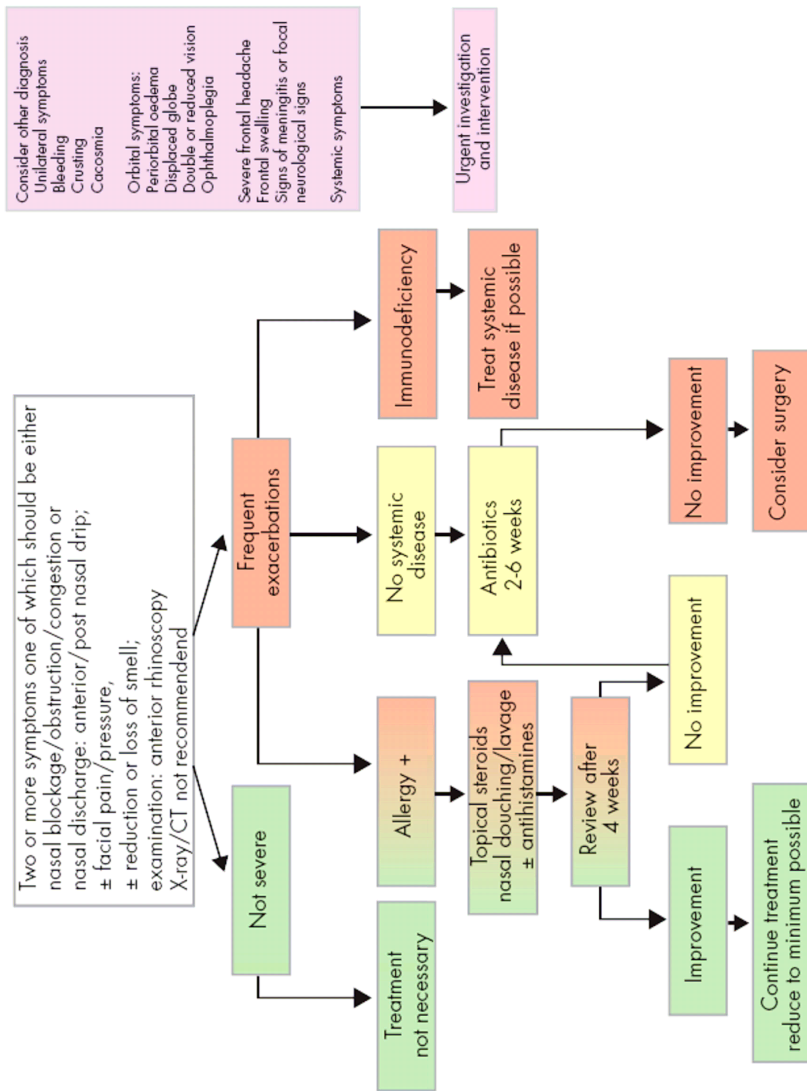 Two or more symptoms one of which should be either
nasal blockage/obstruction/congestion or
nasal discharge: anterior/post nasal drip;
± facial pain/pressure,
± reduction or loss of smell;
examination: anterior rhinoscopy
X-ray/CT not recommendend
Not severe
Treatment
not necessary
Frequent
exacerbations
Allergy +
Topical steroids
nasal douching/lavage
± antihistamines
Review after
4 weeks
Improvement
Continue treatment
reduce to minimum possible
No improvement
No systemic
disease
Antibiotics
2-6 weeks
No improvement
Consider surgery
Immunodeficiency
Treat systemic
disease if possible
Consider other diagnosis
Unilateral symptoms
Bleeding
Crusting
Cacosmia
Orbital symptoms:
Periorbital oedema
Displaced globe
Double or reduced vision
Ophthalmoplegia
Severe frontal headache
Frontal swelling
Signs of meningitis or focal
neurological signs
Systemic symptoms
Urgent investigation
and intervention